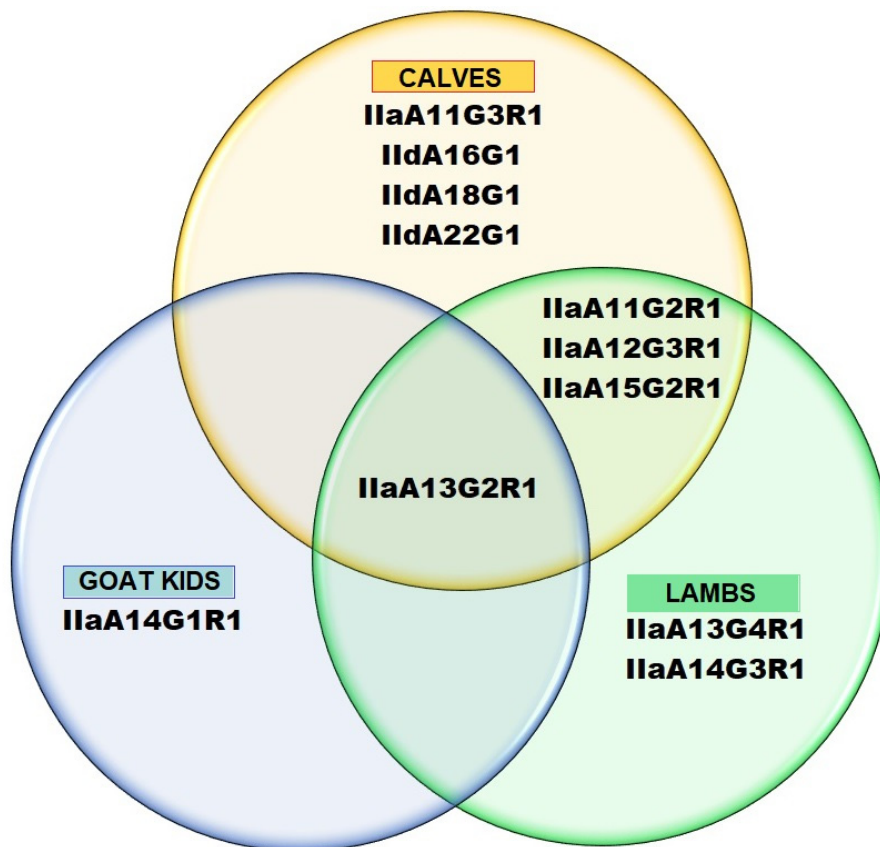 CALVES
IIaA11G3R1
IIdA16G1
IIdA18G1
IIdA22G1
IIaA11G2R1
IIaA12G3R1
IIaA15G2R1
IIaA13G2R1
GOAT KIDS
IIaA14G1R1
LAMBS
IIaA13G4R1
IIaA14G3R1